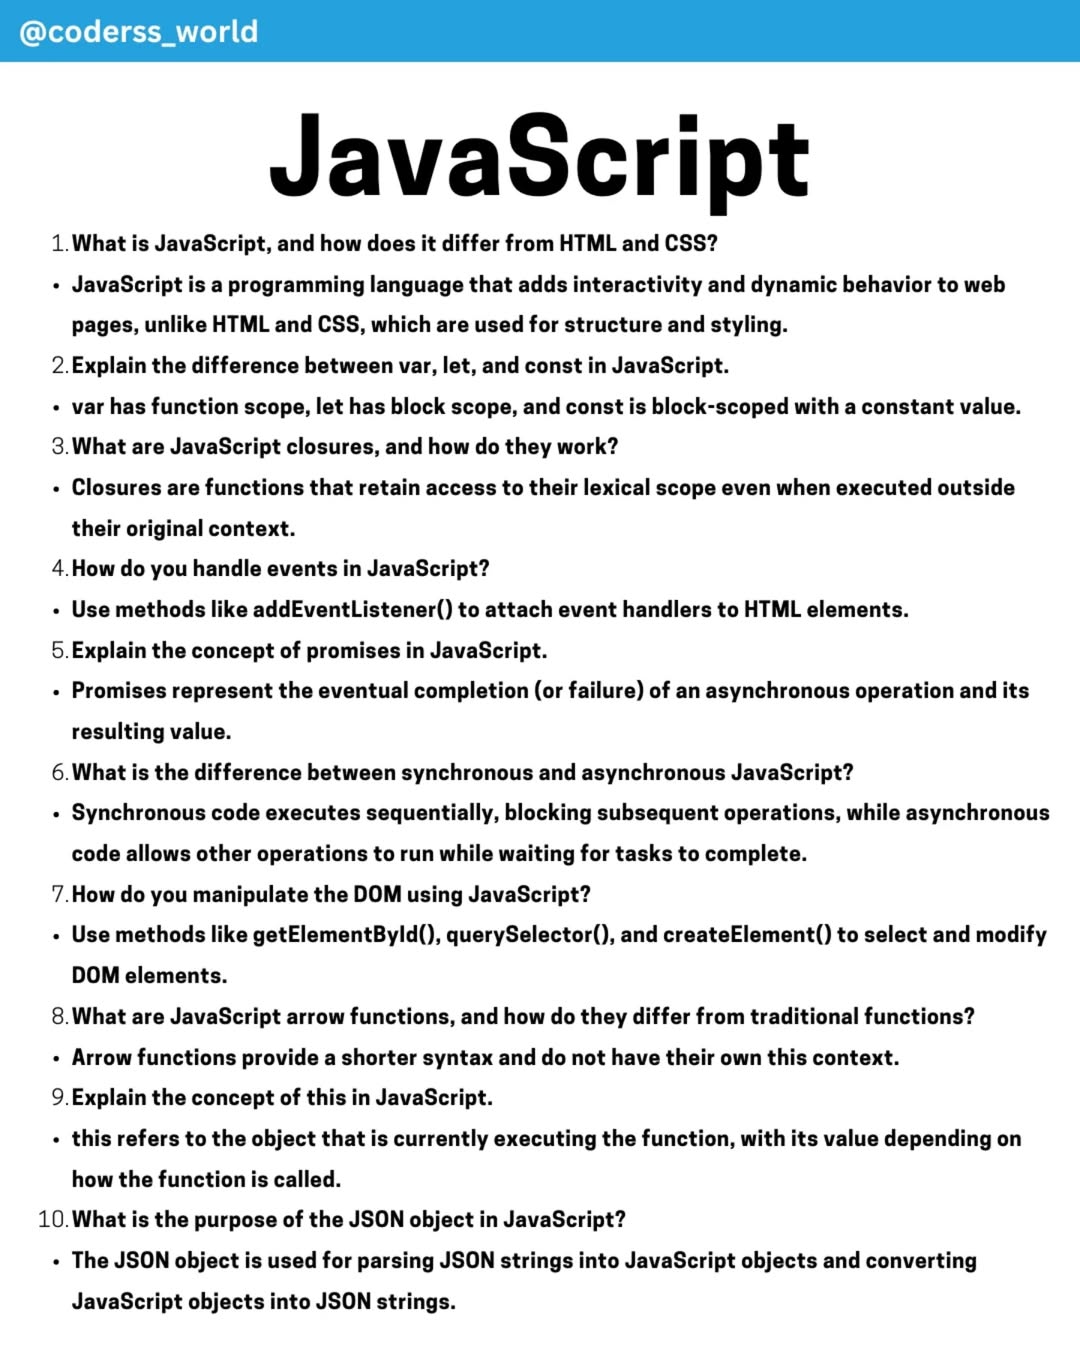 @coderss_world
JavaScript
1. What is JavaScript, and how does it differ from HTML and CSS?
• JavaScript is a programming language that adds interactivity and dynamic behavior to web
pages, unlike HTML and CSS, which are used for structure and styling.
2. Explain the difference between var, let, and const in JavaScript.
• var has function scope, let has block scope, and const is block-scoped with a constant value.
3. What are JavaScript closures, and how do they work?
• Closures are functions that retain access to their lexical scope even when executed outside
their original context.
4. How do you handle events in JavaScript?
• Use methods like addEventListener() to attach event handlers to HTML elements.
5. Explain the concept of promises in JavaScript.
• Promises represent the eventual completion (or failure) of an asynchronous operation and its
resulting value.
6. What is the difference between synchronous and asynchronous JavaScript?
• Synchronous code executes sequentially, blocking subsequent operations, while asynchronous
code allows other operations to run while waiting for tasks to complete.
7. How do you manipulate the DOM using JavaScript?
• Use methods like getElementById(), querySelector(), and createElement() to select and modify
DOM elements.
8. What are JavaScript arrow functions, and how do they differ from traditional functions?
• Arrow functions provide a shorter syntax and do not have their own this context.
9. Explain the concept of this in JavaScript.
• this refers to the object that is currently executing the function, with its value depending on
how the function is called.
10. What is the purpose of the JSON object in JavaScript?
• The JSON object is used for parsing JSON strings into JavaScript objects and converting
JavaScript objects into JSON strings.